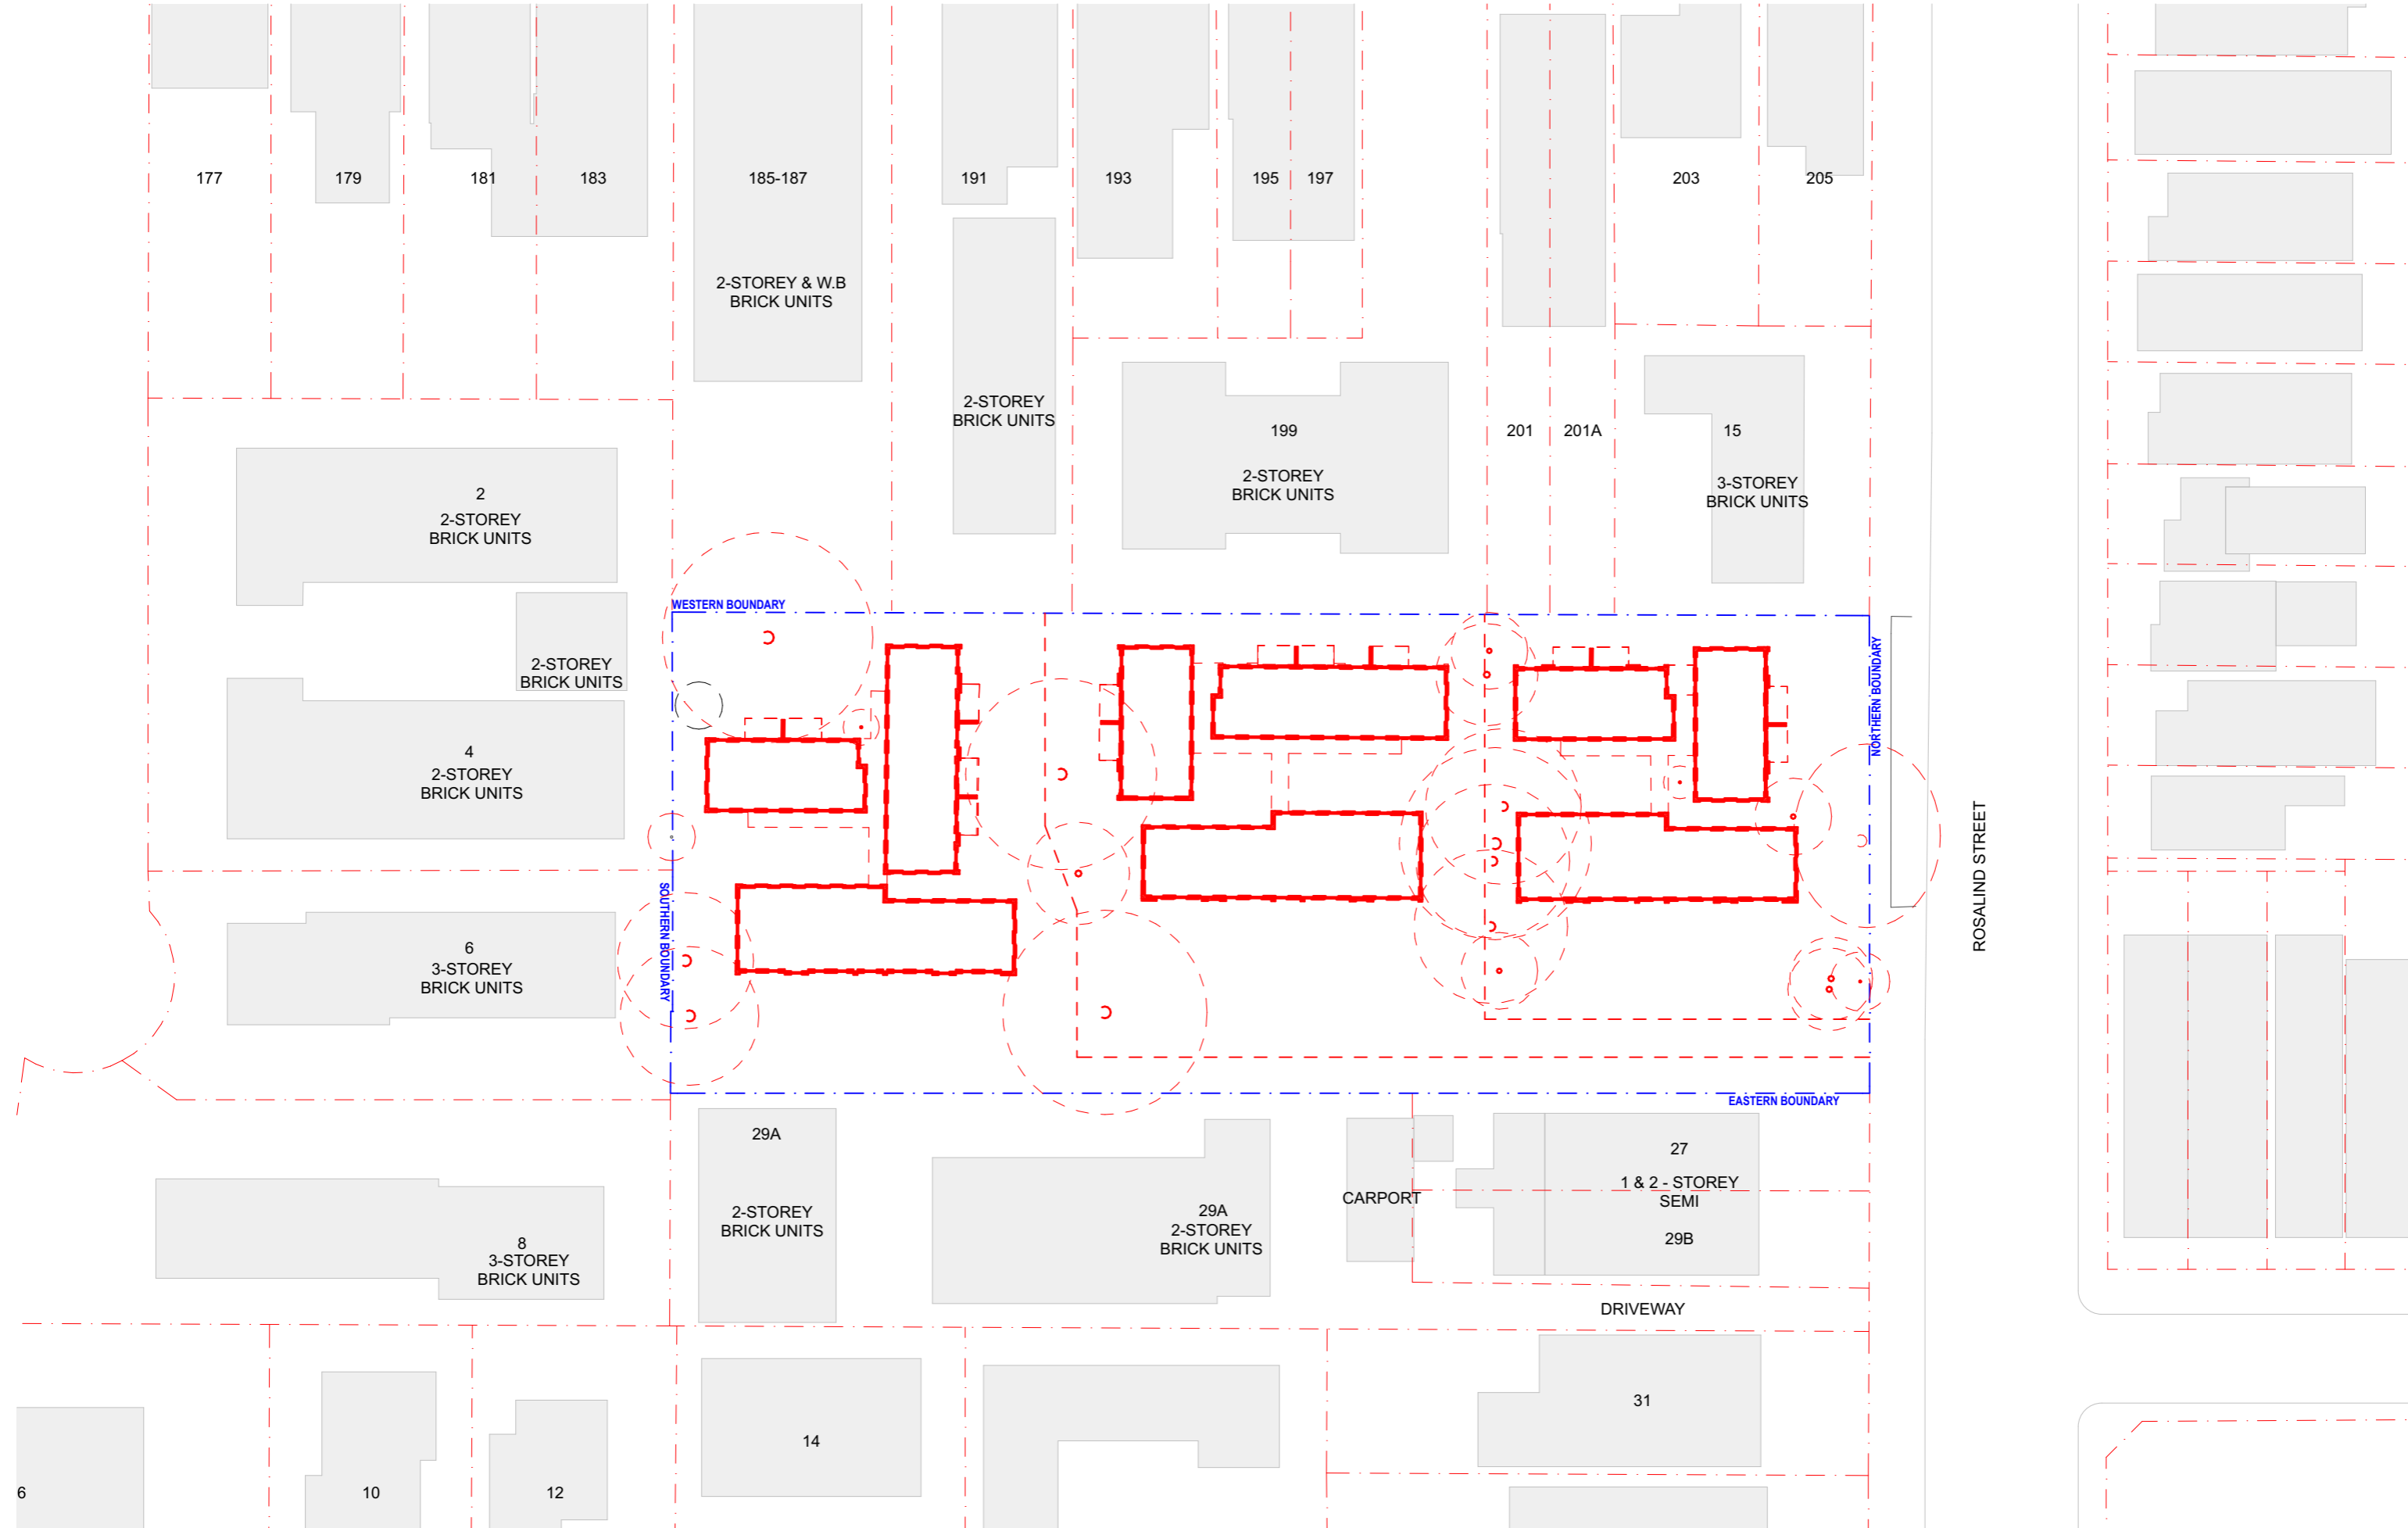 177
179
181
183
185-187
191
193
195
197
203
205
2-STOREY & W.B
BRICK UNITS
2-STOREY
BRICK UNITS
199
2-STOREY
BRICK UNITS
201
201A
15
3-STOREY
BRICK UNITS
2
2-STOREY
BRICK UNITS
2-STOREY
BRICK UNITS
4
2-STOREY
BRICK UNITS
6
3-STOREY
BRICK UNITS
WESTERN BOUNDARY
NORTHERN BOUNDARY
SOUTHERN BOUNDARY
EASTERN BOUNDARY
ROSALIND STREET
29A
2-STOREY
BRICK UNITS
29A
2-STOREY
BRICK UNITS
CARPORT
27
1 & 2 - STOREY
SEMI
29B
8
3-STOREY
BRICK UNITS
DRIVEWAY
31
14
6
10
12